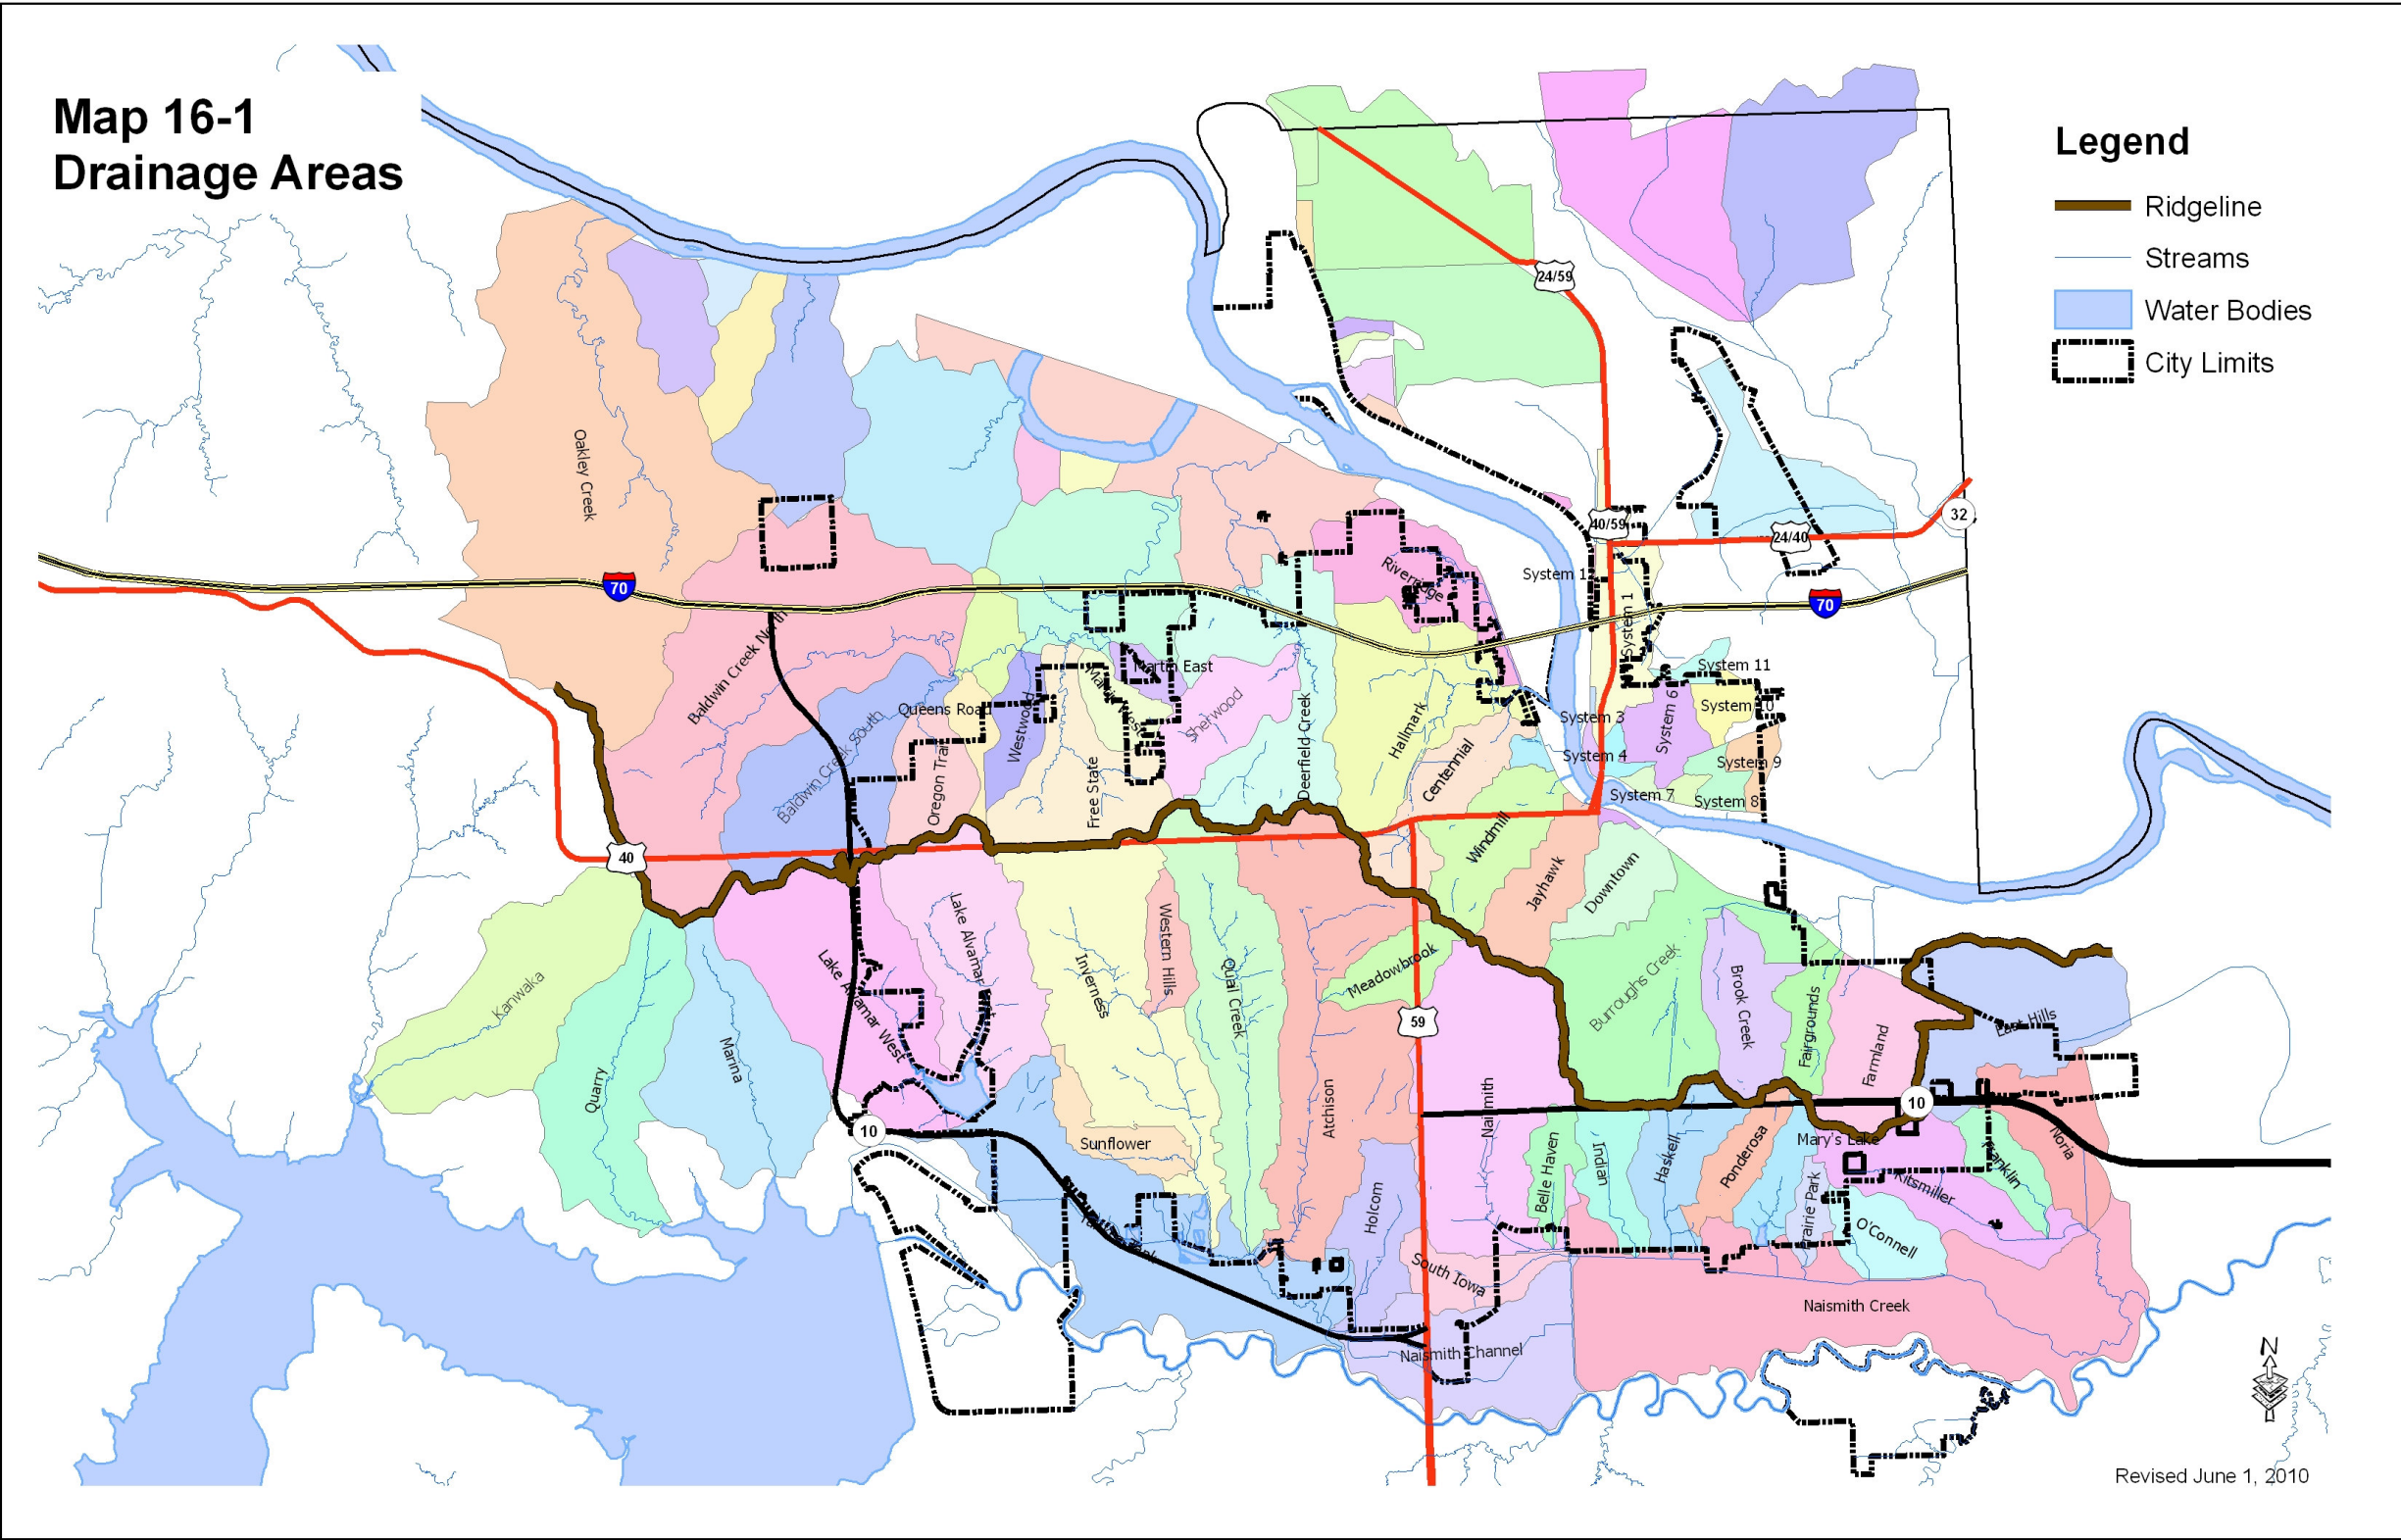 Map 16-1
Drainage Areas
Legend
Ridgeline
Streams
Water Bodies
City Limits
24/59
Oakley Creek
40/59
24/40
32
70
70
Riverridge
System 1
System 1
Baldwin Creek North
Martin East
System 11
Queens Road
Westwood
Martin West
Sherwood
Deerfield Creek
Hallmark
System 3
System 6
System 10
Baldwin Creek South
Oregon Trail
Free State
Centennial
System 4
System 9
System 7
System 8
40
Windmill
Jayhawk
Downtown
Lake Alvamar
Western Hills
Meadowbrook
Kanwaka
Lake Alvamar West
Inverness
Quail Creek
59
Burroughs Creek
Brook Creek
Fairgrounds
Farmland
East Hills
Quarry
Marina
Atchison
Naismith
10
10
Sunflower
Belle Haven
Indian
Haskell
Ponderosa
Mary's Lake
Franklin
Noria
Holcom
Prairie Park
Kitsmiller
O'Connell
South Iowa
Naismith Creek
Naismith Channel
N
Revised June 1, 2010